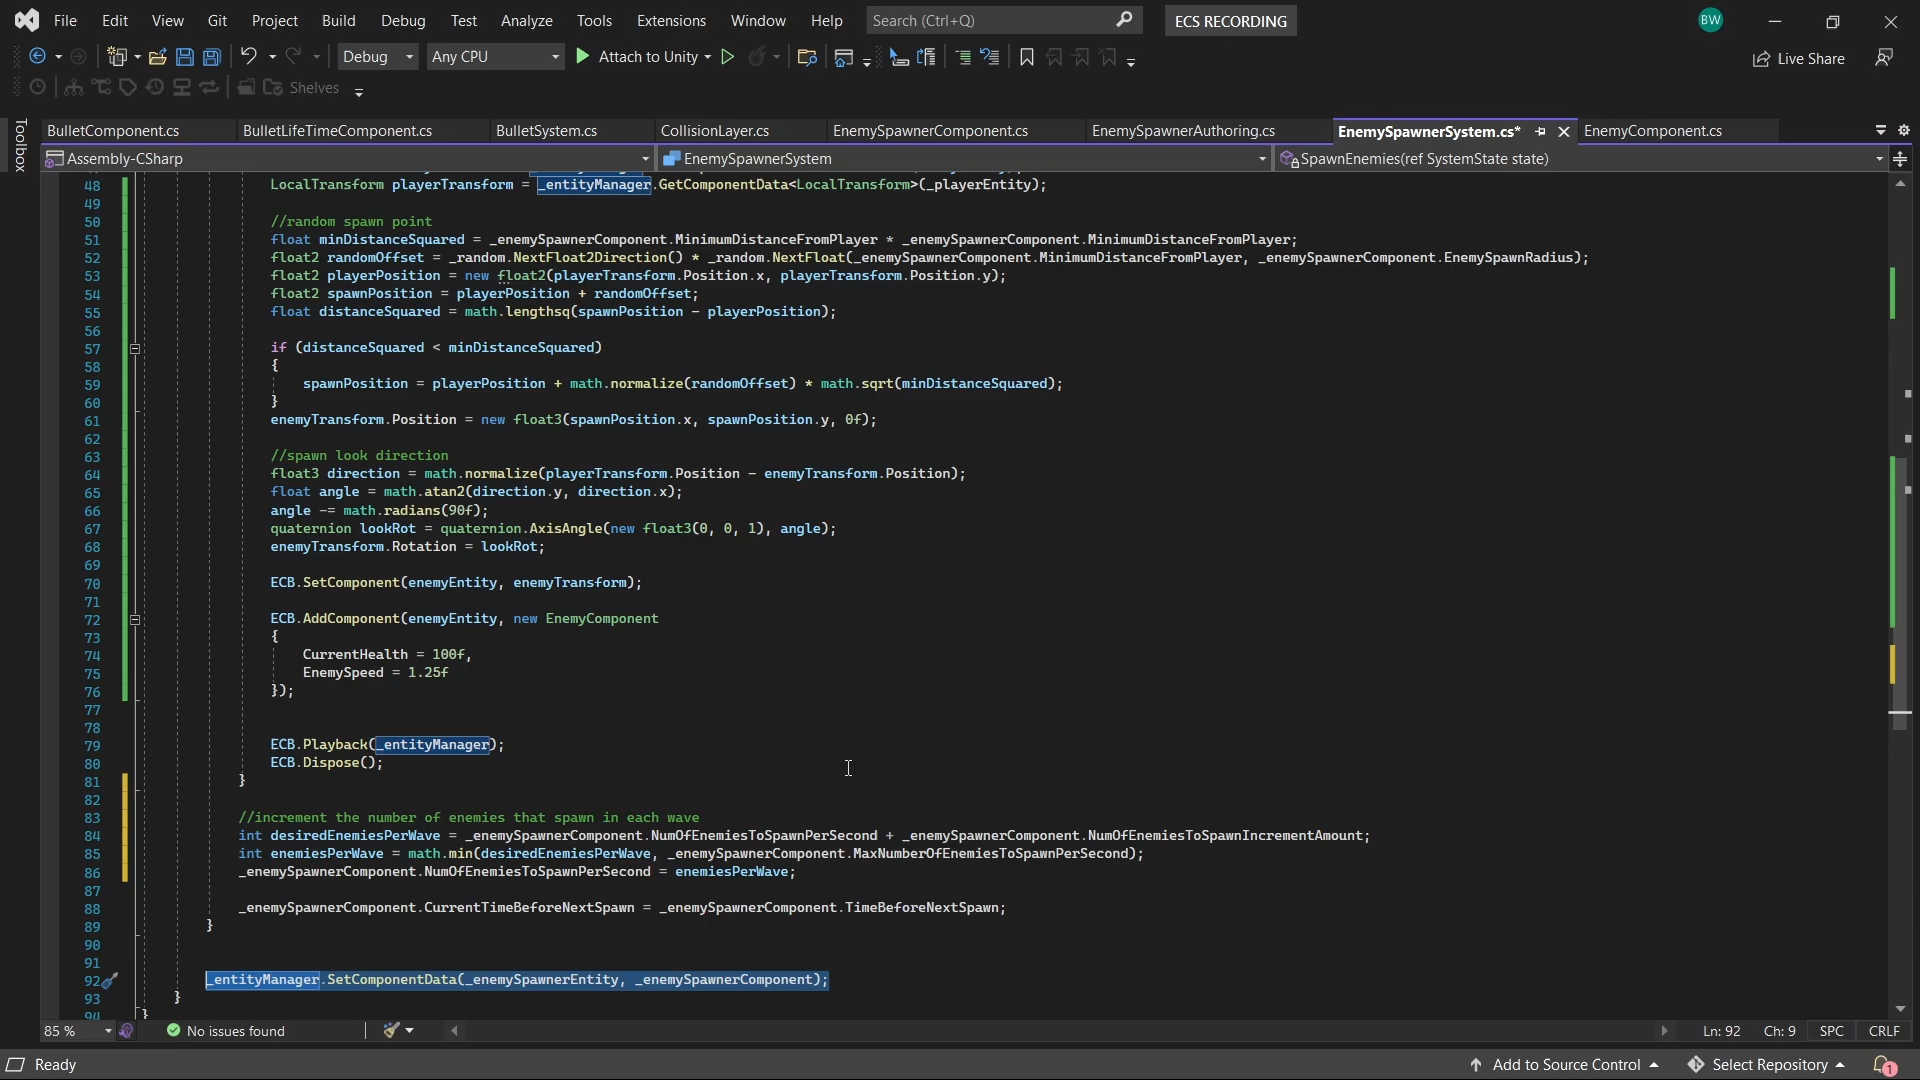 File Edit View Git Project Build Debug Test Analyze Tools Extensions Window Help Search (Ctrl+Q) ECS RECORDING BW
Debug Any CPU Attach to Unity Live Share
Shelves
Toolbox
BulletComponent.cs BulletLifeTimeComponent.cs BulletSystem.cs CollisionLayer.cs EnemySpawnerComponent.cs EnemySpawnerAuthoring.cs EnemySpawnerSystem.cs* EnemyComponent.cs
Assembly-CSharp EnemySpawnerSystem SpawnEnemies(ref SystemState state)
48 LocalTransform playerTransform = _entityManager.GetComponentData<LocalTransform>(_playerEntity);
49
50 //random spawn point
51 float minDistanceSquared = _enemySpawnerComponent.MinimumDistanceFromPlayer * _enemySpawnerComponent.MinimumDistanceFromPlayer;
52 float2 randomOffset = _random.NextFloat2Direction() * _random.NextFloat(_enemySpawnerComponent.MinimumDistanceFromPlayer, _enemySpawnerComponent.EnemySpawnRadius);
53 float2 playerPosition = new float2(playerTransform.Position.x, playerTransform.Position.y);
54 float2 spawnPosition = playerPosition + randomOffset;
55 float distanceSquared = math.lengthsq(spawnPosition - playerPosition);
56
57 if (distanceSquared < minDistanceSquared)
58 {
59 spawnPosition = playerPosition + math.normalize(randomOffset) * math.sqrt(minDistanceSquared);
60 }
61 enemyTransform.Position = new float3(spawnPosition.x, spawnPosition.y, 0f);
62
63 //spawn look direction
64 float3 direction = math.normalize(playerTransform.Position - enemyTransform.Position);
65 float angle = math.atan2(direction.y, direction.x);
66 angle -= math.radians(90f);
67 quaternion lookRot = quaternion.AxisAngle(new float3(0, 0, 1), angle);
68 enemyTransform.Rotation = lookRot;
69
70 ECB.SetComponent(enemyEntity, enemyTransform);
71
72 ECB.AddComponent(enemyEntity, new EnemyComponent
73 {
74 CurrentHealth = 100f,
75 EnemySpeed = 1.25f
76 });
77
78
79 ECB.Playback(_entityManager);
80 ECB.Dispose();
81 }
82
83 //increment the number of enemies that spawn in each wave
84 int desiredEnemiesPerWave = _enemySpawnerComponent.NumOfEnemiesToSpawnPerSecond + _enemySpawnerComponent.NumOfEnemiesToSpawnIncrementAmount;
85 int enemiesPerWave = math.min(desiredEnemiesPerWave, _enemySpawnerComponent.MaxNumberOfEnemiesToSpawnPerSecond);
86 _enemySpawnerComponent.NumOfEnemiesToSpawnPerSecond = enemiesPerWave;
87
88 _enemySpawnerComponent.CurrentTimeBeforeNextSpawn = _enemySpawnerComponent.TimeBeforeNextSpawn;
89 }
90
91
92 _entityManager.SetComponentData(_enemySpawnerEntity, _enemySpawnerComponent);
93 }
94 }
85 % No issues found Ln: 92 Ch: 9 SPC CRLF
Ready Add to Source Control Select Repository 1